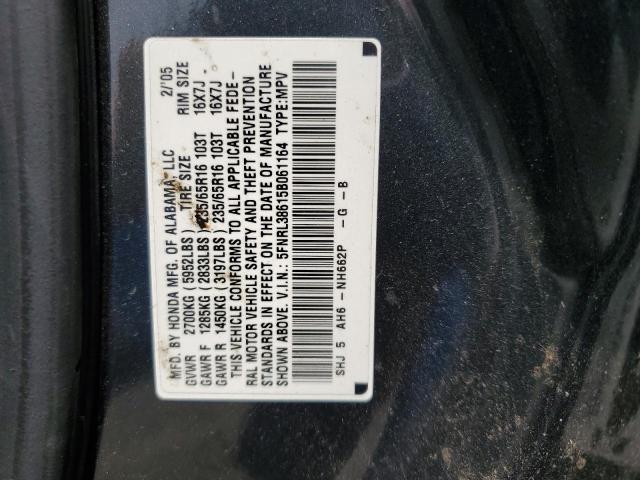 MFD. BY HONDA MFG. OF ALABAMA, LLC 2/'05
GVWR 2700KG (5952LBS) TIRE SIZE RIM SIZE
GAWR F 1285KG (2833LBS) 235/65R16 103T 16X7J
GAWR R 1450KG (3197LBS) 235/65R16 103T 16X7J
THIS VEHICLE CONFORMS TO ALL APPLICABLE FEDE-
RAL MOTOR VEHICLE SAFETY AND THEFT PREVENTION
STANDARDS IN EFFECT ON THE DATE OF MANUFACTURE
SHOWN ABOVE. V.I.N.: 5FNRL38615B061164 TYPE:MPV
SHJ 5 AH6 -NH662P -G -B